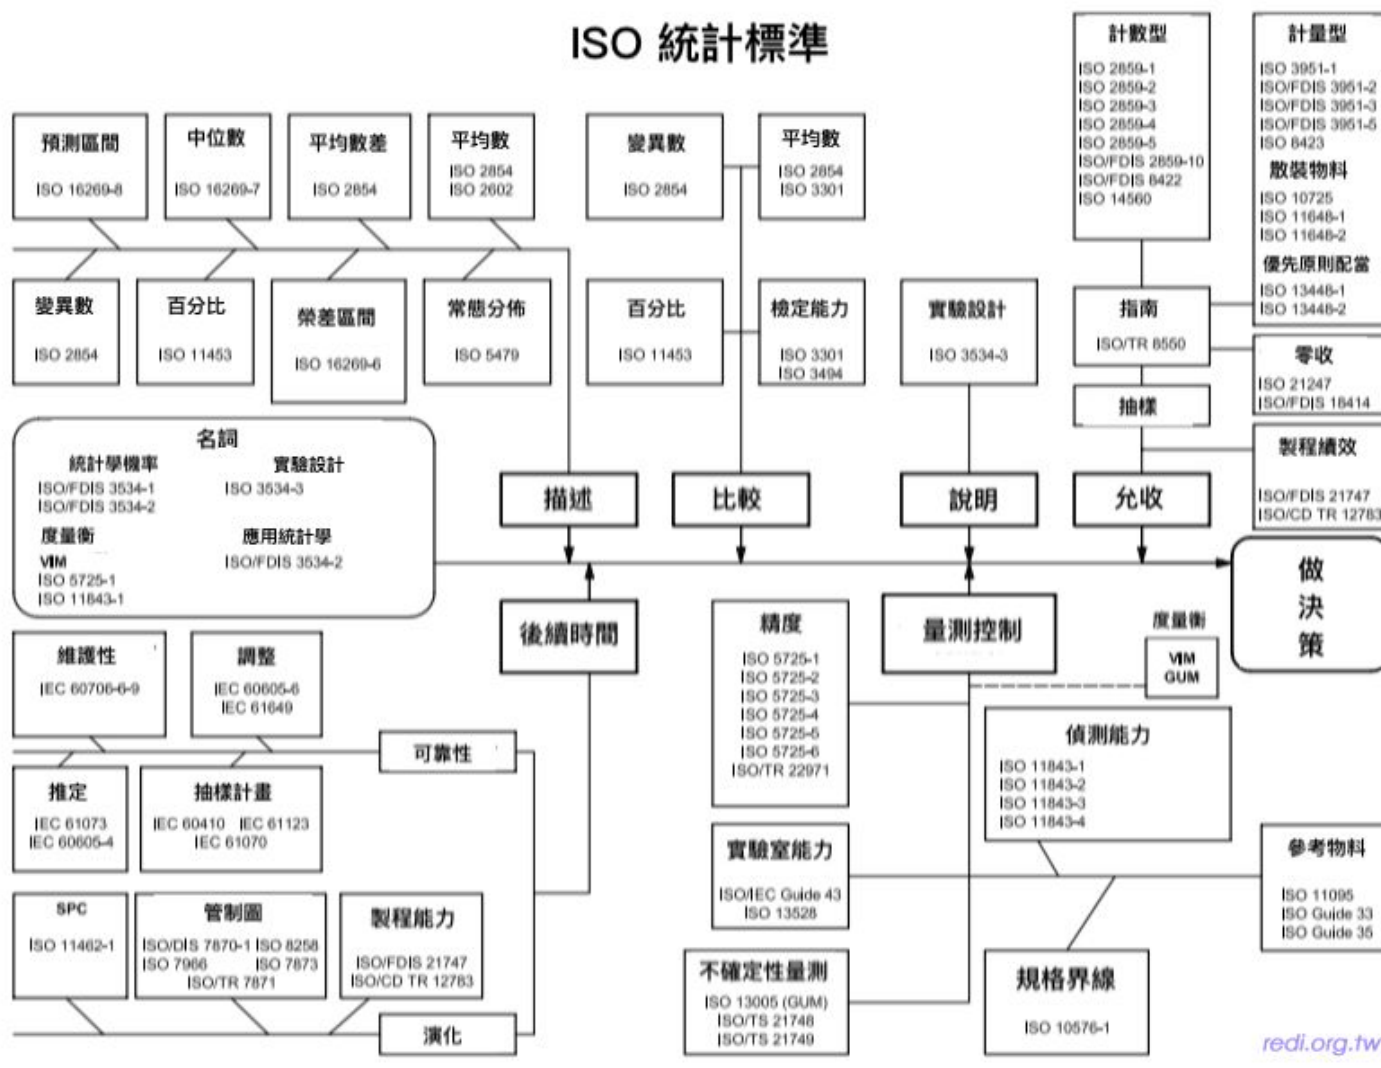 ISO 統計標準
預測區間
ISO 16269-8
中位數
ISO 16269-7
平均數差
ISO 2854
平均數
ISO 2854
ISO 2602
變異數
ISO 2854
平均數
ISO 2854
ISO 3301
計數型
ISO 2859-1
ISO 2859-2
ISO 2859-3
ISO 2859-4
ISO 2859-5
ISO/FDIS 2859-10
ISO/FDIS 8422
ISO 14560
計量型
ISO 3951-1
ISO/FDIS 3951-2
ISO/FDIS 3951-3
ISO/FDIS 3951-5
ISO 8423
散裝物料
ISO 10725
ISO 11648-1
ISO 11648-2
優先原則配當
ISO 13448-1
ISO 13448-2
變異數
ISO 2854
百分比
ISO 11453
榮差區間
ISO 16269-6
常態分佈
ISO 5479
百分比
ISO 11453
檢定能力
ISO 3301
ISO 3494
實驗設計
ISO 3534-3
指南
ISO/TR 8550
零收
ISO 21247
ISO/FDIS 18414
抽樣
製程績效
ISO/FDIS 21747
ISO/CD TR 12783
名詞
統計學機率
ISO/FDIS 3534-1
ISO/FDIS 3534-2
實驗設計
ISO 3534-3
度量衡
VIM
ISO 5725-1
ISO 11843-1
應用統計學
ISO/FDIS 3534-2
描述
比較
說明
允收
做
決
策
後續時間
精度
ISO 5725-1
ISO 5725-2
ISO 5725-3
ISO 5725-4
ISO 5725-5
ISO 5725-6
ISO/TR 22971
量測控制
度量衡
VIM
GUM
維護性
IEC 60706-6-9
調整
IEC 60605-6
IEC 61649
可靠性
推定
IEC 61073
IEC 60605-4
抽樣計畫
IEC 60410 IEC 61123
IEC 61070
偵測能力
ISO 11843-1
ISO 11843-2
ISO 11843-3
ISO 11843-4
實驗室能力
ISO/IEC Guide 43
ISO 13528
參考物料
ISO 11095
ISO Guide 33
ISO Guide 35
SPC
ISO 11462-1
管制圖
ISO/DIS 7870-1 ISO 8258
ISO 7966 ISO 7873
ISO/TR 7871
製程能力
ISO/FDIS 21747
ISO/CD TR 12783
不確定性量測
ISO 13005 (GUM)
ISO/TS 21748
ISO/TS 21749
規格界線
ISO 10576-1
演化
redi.org.tw